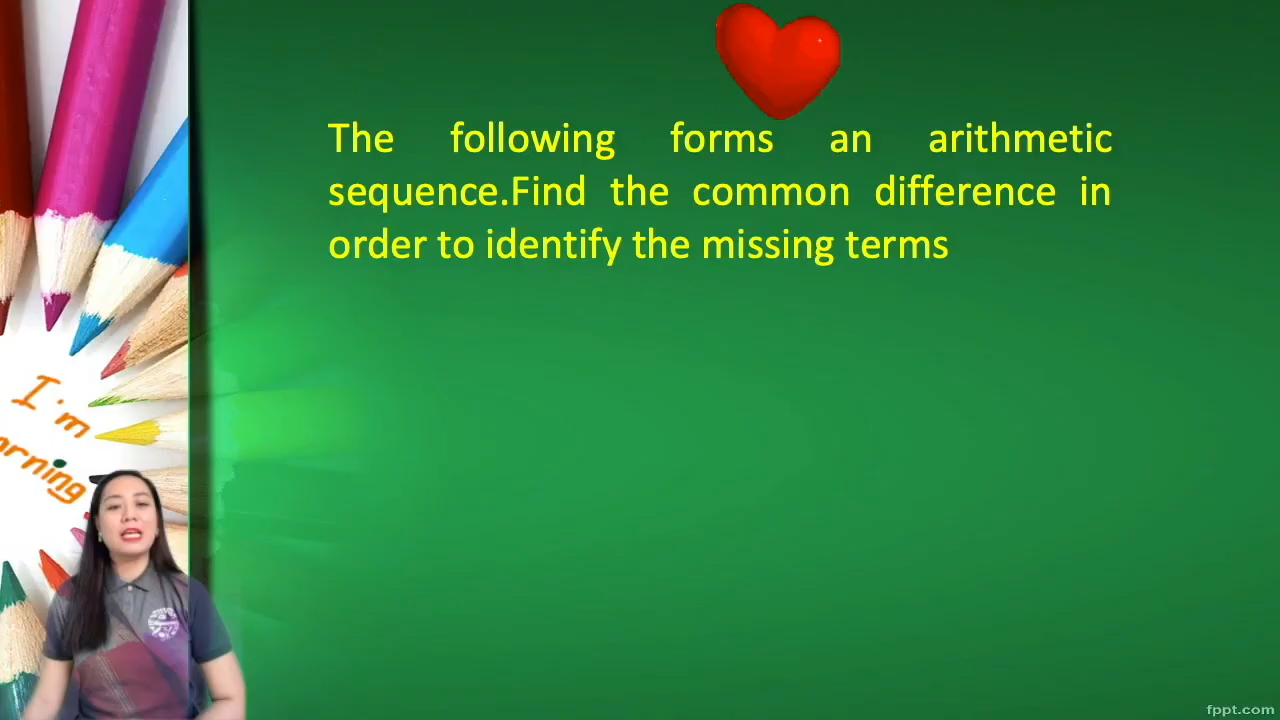 The following forms an arithmetic
sequence.Find the common difference in
order to identify the missing terms
I'm
orning
fppt.com